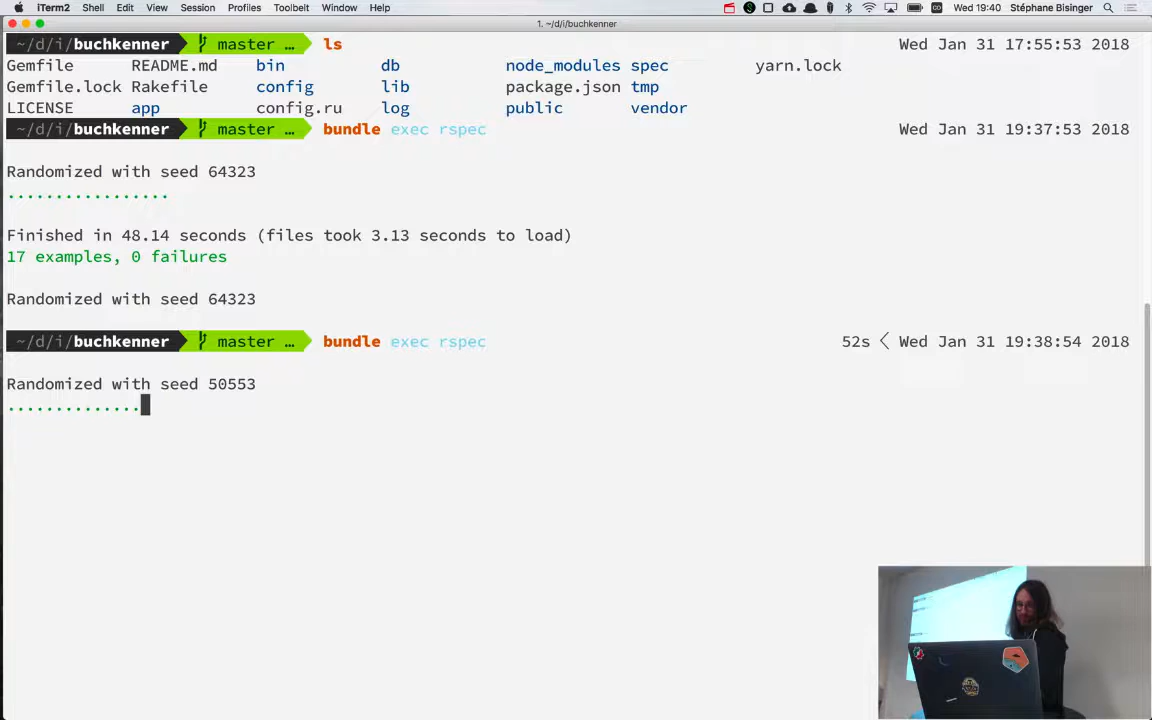 iTerm2 Shell Edit View Session Profiles Toolbelt Window Help Wed 19:40 Stéphane Bisinger
1. ~/d/i/buchkenner
~/d/i/buchkenner master … ls Wed Jan 31 17:55:53 2018
Gemfile README.md bin db node_modules spec yarn.lock
Gemfile.lock Rakefile config lib package.json tmp
LICENSE app config.ru log public vendor
~/d/i/buchkenner master … bundle exec rspec Wed Jan 31 19:37:53 2018
Randomized with seed 64323
.................
Finished in 48.14 seconds (files took 3.13 seconds to load)
17 examples, 0 failures
Randomized with seed 64323
~/d/i/buchkenner master … bundle exec rspec 52s < Wed Jan 31 19:38:54 2018
Randomized with seed 50553
..............